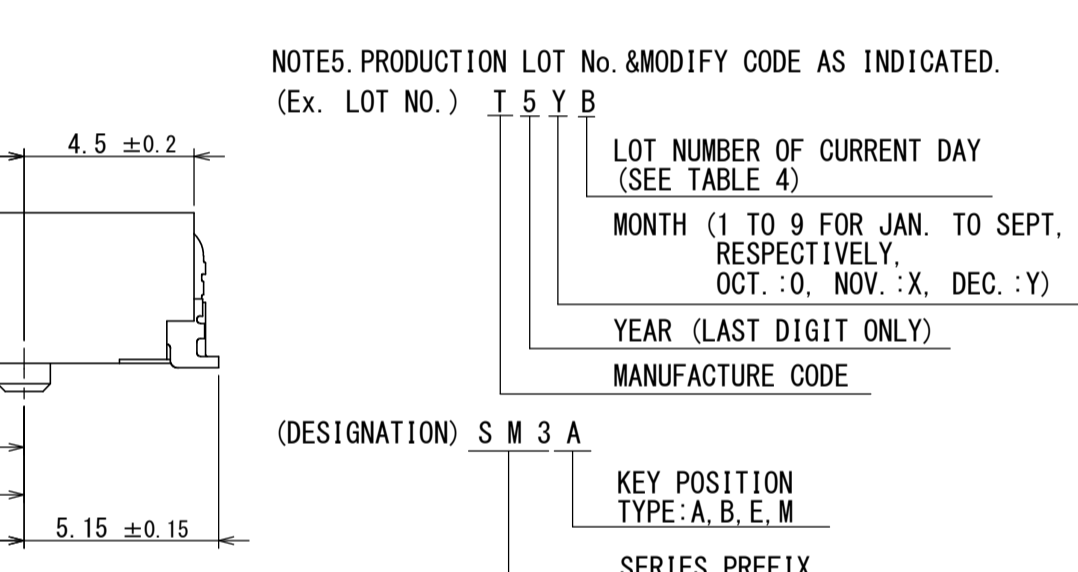 NOTE5. PRODUCTION LOT No. &MODIFY CODE AS INDICATED.
(Ex. LOT NO.) T 5 Y B
4.5 ±0.2
LOT NUMBER OF CURRENT DAY
(SEE TABLE 4)
MONTH (1 TO 9 FOR JAN. TO SEPT,
RESPECTIVELY,
OCT. :O, NOV. :X, DEC. :Y)
YEAR (LAST DIGIT ONLY)
MANUFACTURE CODE
(DESIGNATION) S M 3 A
KEY POSITION
TYPE:A, B, E, M
5.15 ±0.15
SERIES PREFIX